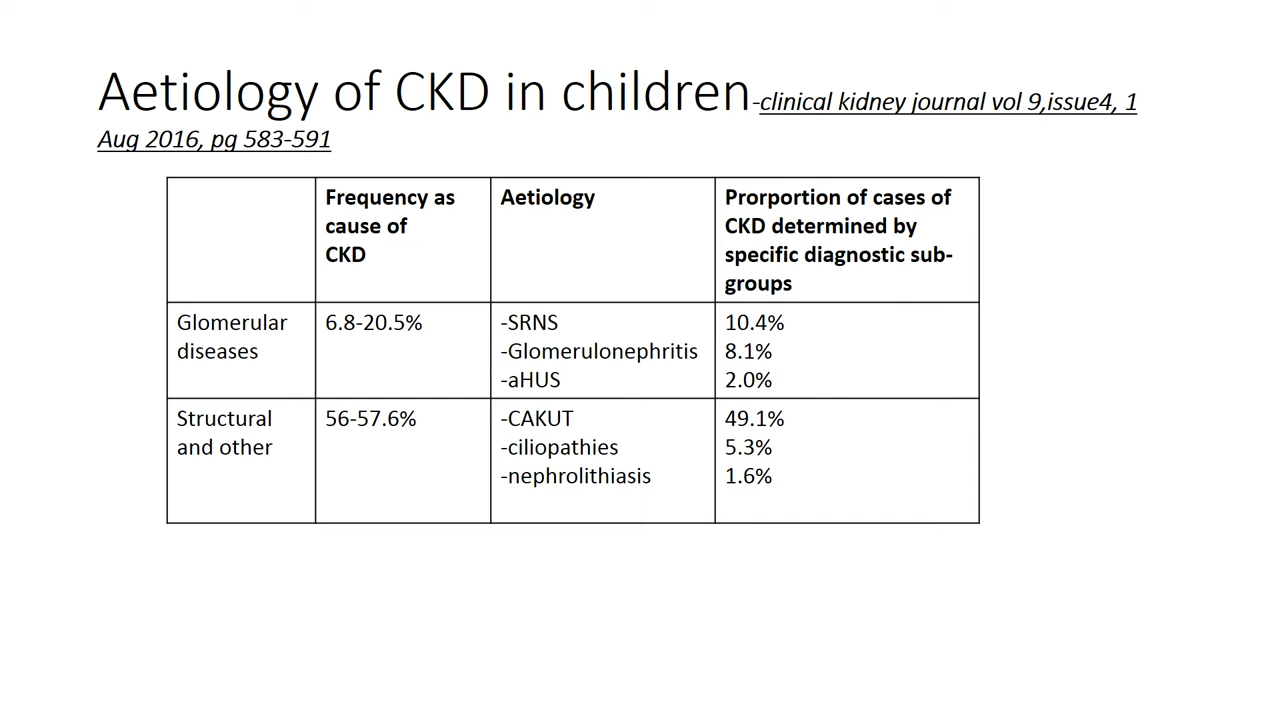 Aetiology of CKD in children-clinical kidney journal vol 9,issue4, 1
Aug 2016, pg 583-591
Frequency as
cause of
CKD
Aetiology
Prorportion of cases of
CKD determined by
specific diagnostic sub-
groups
Glomerular
diseases
6.8-20.5%
-SRNS
-Glomerulonephritis
-aHUS
10.4%
8.1%
2.0%
Structural
and other
56-57.6%
-CAKUT
-ciliopathies
-nephrolithiasis
49.1%
5.3%
1.6%